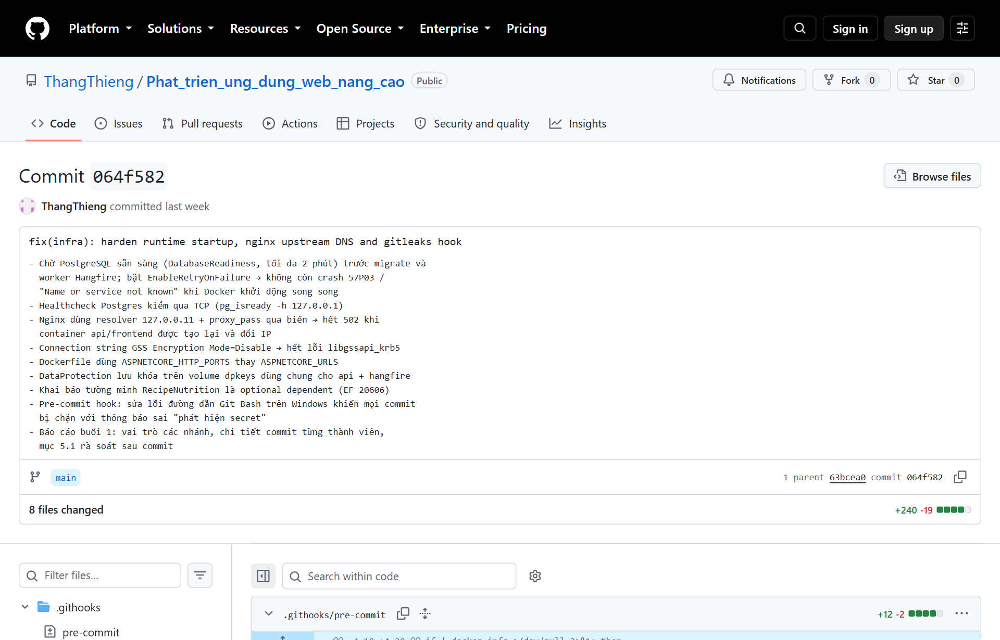 Platform Solutions Resources Open Source Enterprise Pricing Sign in Sign up
ThangThieng / Phat_trien_ung_dung_web_nang_cao Public Notifications Fork 0 Star 0
Code Issues Pull requests Actions Projects Security and quality Insights
Commit 064f582 Browse files
ThangThieng committed last week
fix(infra): harden runtime startup, nginx upstream DNS and gitleaks hook
- Chờ PostgreSQL sẵn sàng (DatabaseReadiness, tối đa 2 phút) trước migrate và
worker Hangfire; bật EnableRetryOnFailure → không còn crash 57P03 /
"Name or service not known" khi Docker khởi động song song
- Healthcheck Postgres kiểm qua TCP (pg_isready -h 127.0.0.1)
- Nginx dùng resolver 127.0.0.11 + proxy_pass qua biến → hết 502 khi
container api/frontend được tạo lại và đổi IP
- Connection string GSS Encryption Mode=Disable → hết lỗi libgssapi_krb5
- Dockerfile dùng ASPNETCORE_HTTP_PORTS thay ASPNETCORE_URLS
- DataProtection lưu khóa trên volume dpkeys dùng chung cho api + hangfire
- Khai báo tường minh RecipeNutrition là optional dependent (EF 20606)
- Pre-commit hook: sửa lỗi đường dẫn Git Bash trên Windows khiến mọi commit
bị chặn với thông báo sai "phát hiện secret"
- Báo cáo buổi 1: vai trò các nhánh, chi tiết commit từng thành viên,
mục 5.1 rà soát sau commit
main 1 parent 63bcea0 commit 064f582
8 files changed +240 -19
Filter files... Search within code
.githooks
.githooks/pre-commit +12 -2
pre-commit